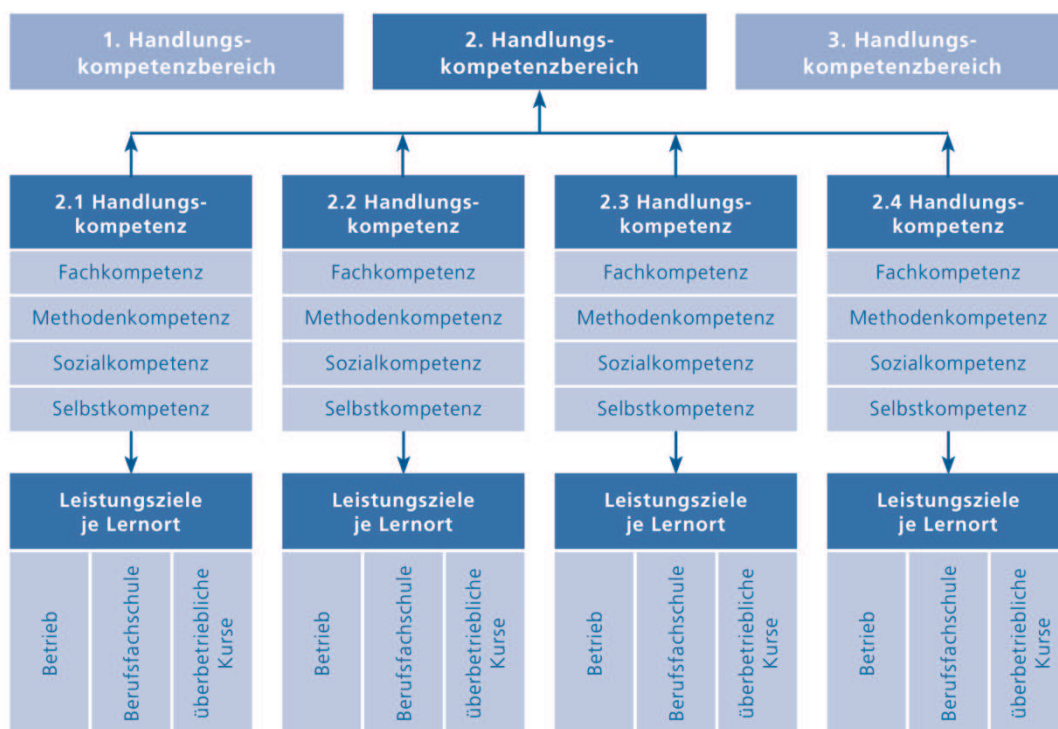 1. Handlungs-
kompetenzbereich
2. Handlungs-
kompetenzbereich
3. Handlungs-
kompetenzbereich
2.1 Handlungs-
kompetenz
Fachkompetenz
Methodenkompetenz
Sozialkompetenz
Selbstkompetenz
2.2 Handlungs-
kompetenz
Fachkompetenz
Methodenkompetenz
Sozialkompetenz
Selbstkompetenz
2.3 Handlungs-
kompetenz
Fachkompetenz
Methodenkompetenz
Sozialkompetenz
Selbstkompetenz
2.4 Handlungs-
kompetenz
Fachkompetenz
Methodenkompetenz
Sozialkompetenz
Selbstkompetenz
Leistungsziele
je Lernort
Betrieb
Berufsfachschule
überbetriebliche
Kurse
Leistungsziele
je Lernort
Betrieb
Berufsfachschule
überbetriebliche
Kurse
Leistungsziele
je Lernort
Betrieb
Berufsfachschule
überbetriebliche
Kurse
Leistungsziele
je Lernort
Betrieb
Berufsfachschule
überbetriebliche
Kurse